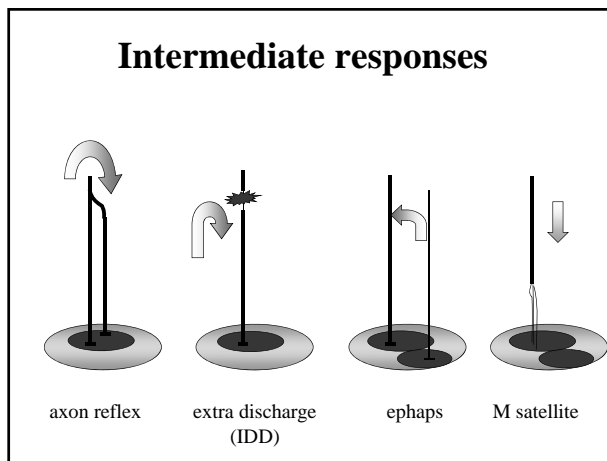 Intermediate responses
axon reflex
extra discharge
(IDD)
ephaps
M satellite